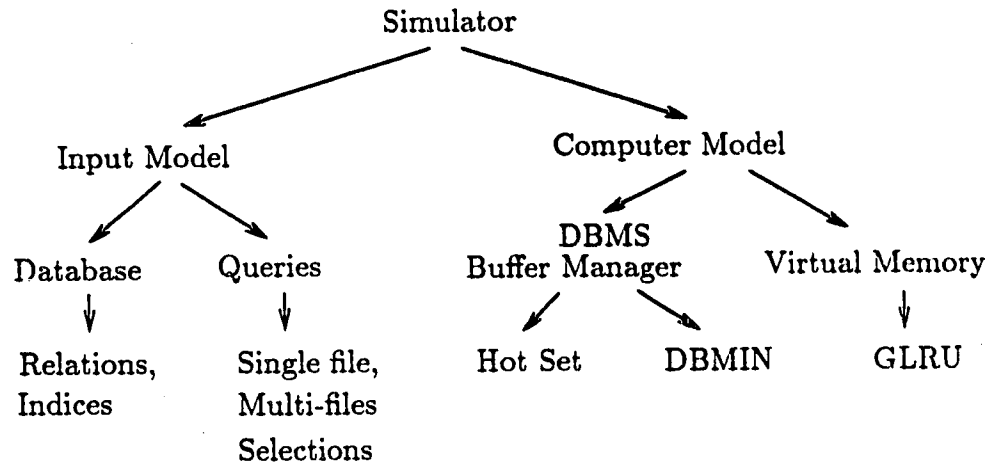 Simulator
Input Model
Computer Model
Database
Queries
DBMS
Buffer Manager
Virtual Memory
Relations,
Indices
Single file,
Multi-files
Selections
Hot Set
DBMIN
GLRU